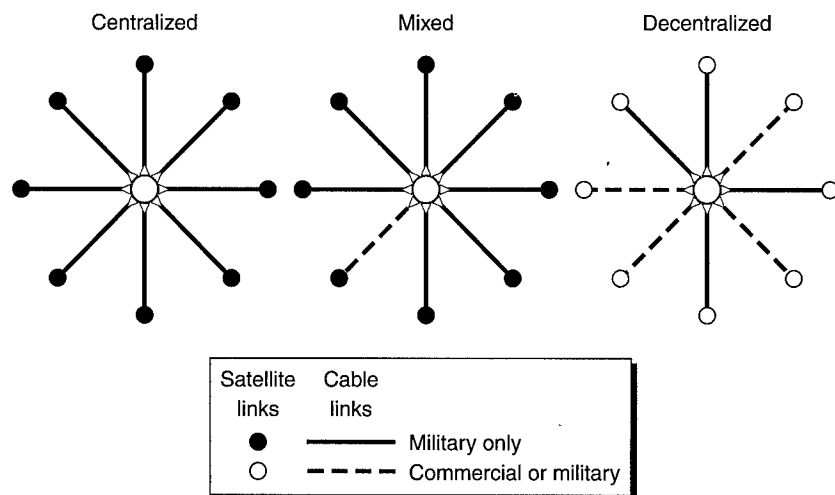 Centralized
Mixed
Decentralized
Satellite links
Cable links
Military only
Commercial or military